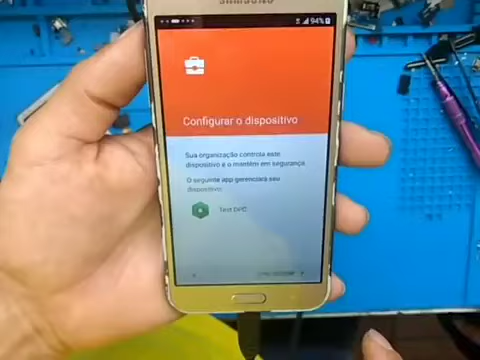 SAMSUNG
94%
Configurar o dispositivo
Sua organização controla este
dispositivo e o mantém em segurança.
O seguinte app gerenciará seu
dispositivo:
Test DPC